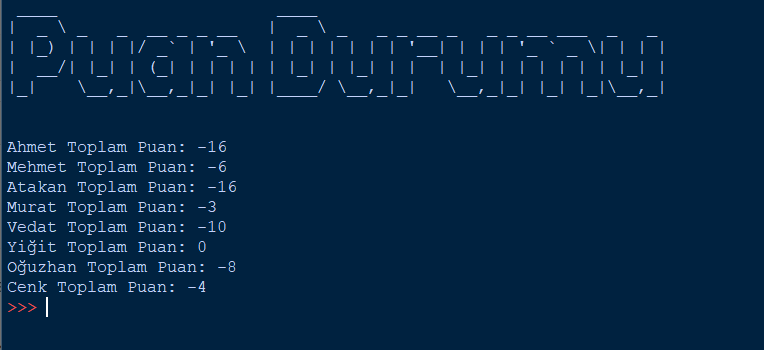 Puan Durumu
Ahmet Toplam Puan: -16
Mehmet Toplam Puan: -6
Atakan Toplam Puan: -16
Murat Toplam Puan: -3
Vedat Toplam Puan: -10
Yiğit Toplam Puan: 0
Oğuzhan Toplam Puan: -8
Cenk Toplam Puan: -4
>>>